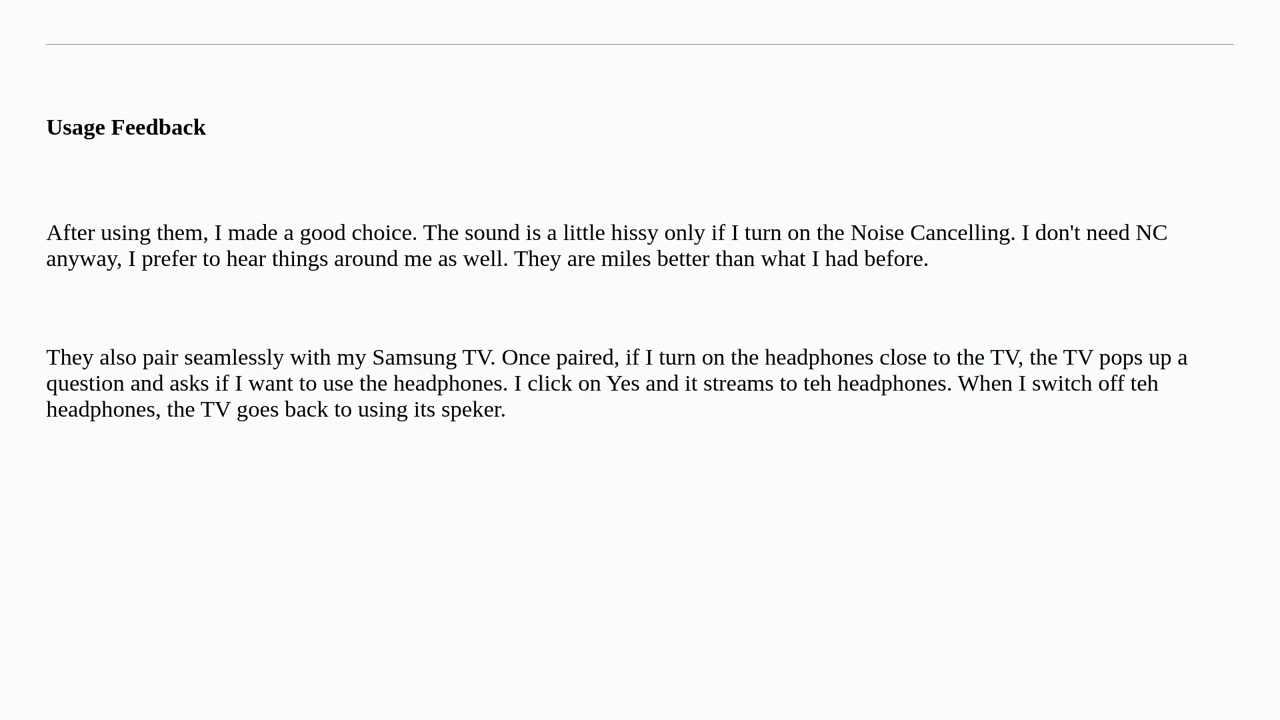 Usage Feedback
After using them, I made a good choice. The sound is a little hissy only if I turn on the Noise Cancelling. I don't need NC
anyway, I prefer to hear things around me as well. They are miles better than what I had before.
They also pair seamlessly with my Samsung TV. Once paired, if I turn on the headphones close to the TV, the TV pops up a
question and asks if I want to use the headphones. I click on Yes and it streams to teh headphones. When I switch off teh
headphones, the TV goes back to using its speker.